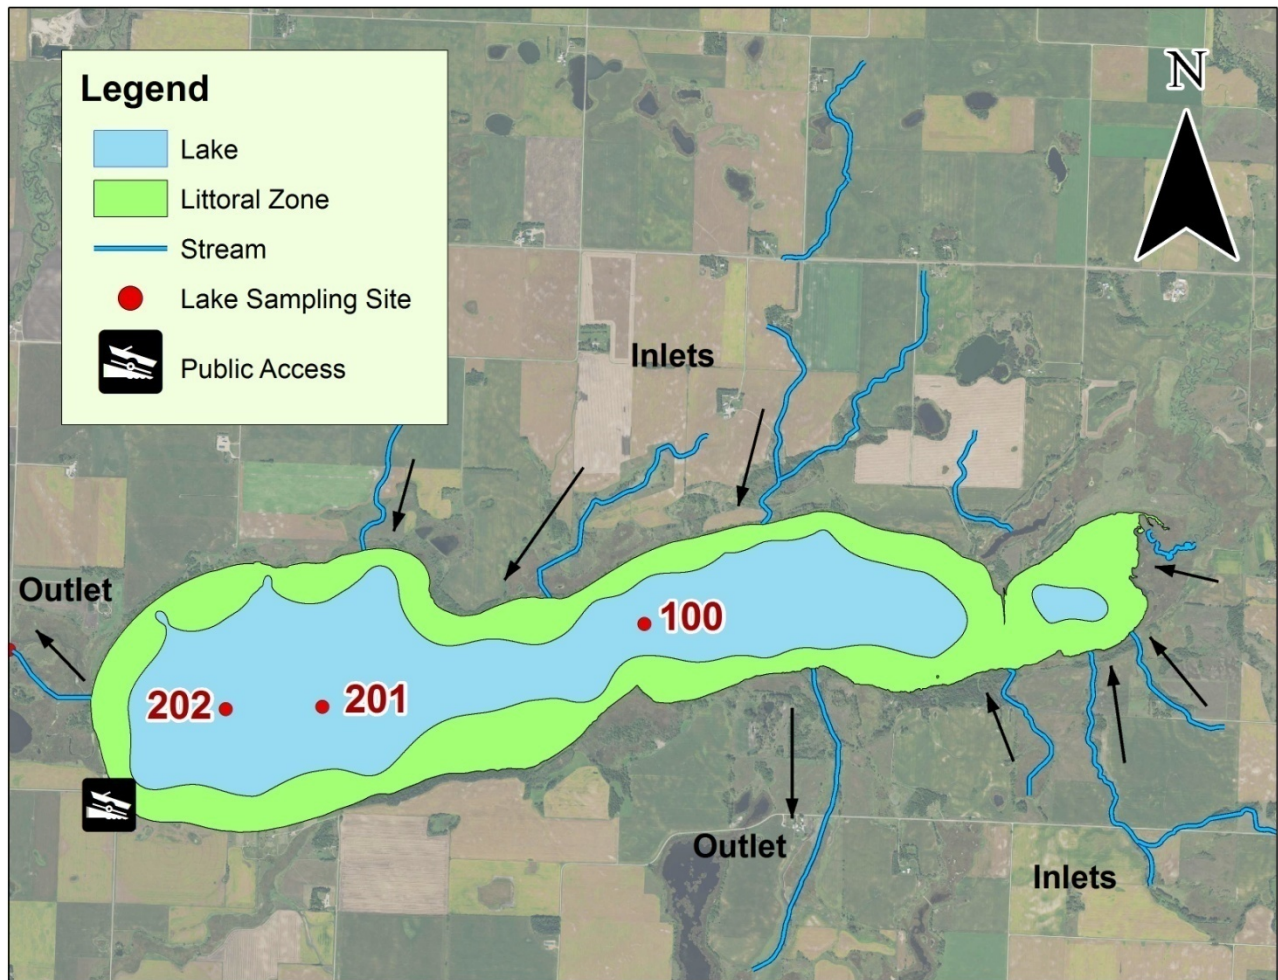 Legend
Lake
Littoral Zone
Stream
Lake Sampling Site
Public Access
N
Inlets
Outlet
100
202
201
Outlet
Inlets